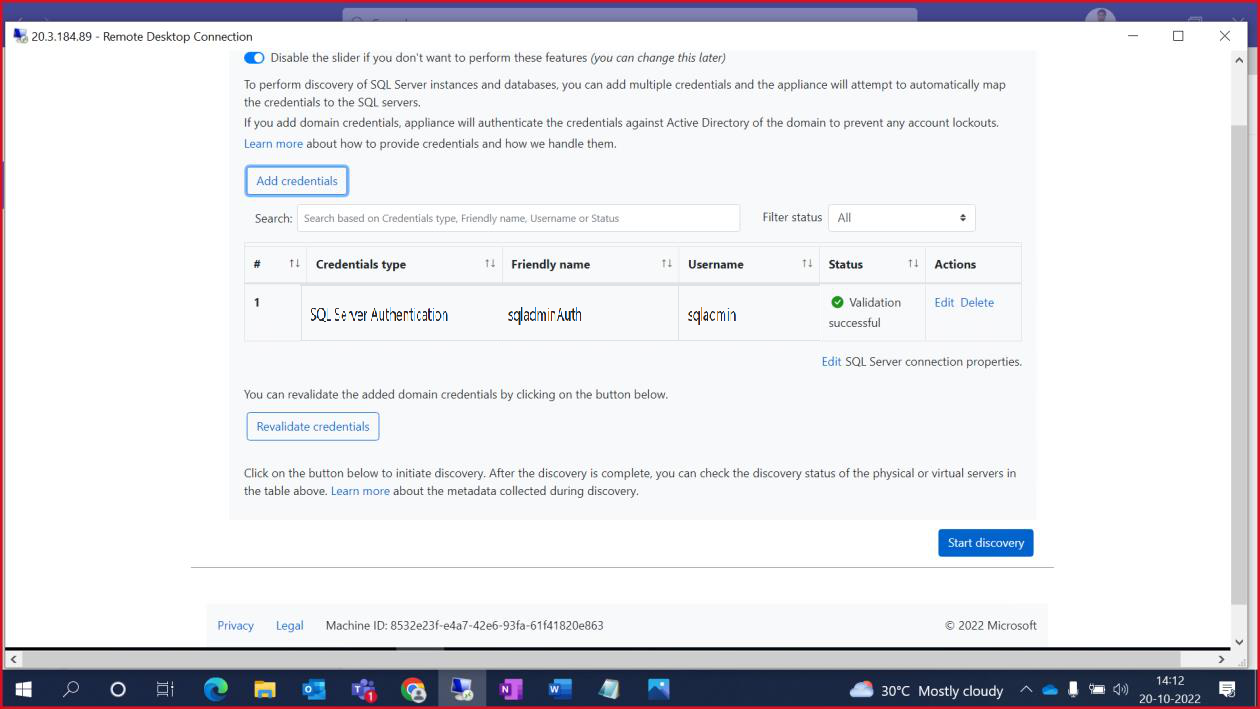 20.3.184.89 - Remote Desktop Connection
Disable the slider if you don't want to perform these features (you can change this later)
To perform discovery of SQL Server instances and databases, you can add multiple credentials and the appliance will attempt to automatically map
the credentials to the SQL servers.
If you add domain credentials, appliance will authenticate the credentials against Active Directory of the domain to prevent any account lockouts.
Learn more about how to provide credentials and how we handle them.
Add credentials
Search: Search based on Credentials type, Friendly name, Username or Status Filter status All
# Credentials type Friendly name Username Status Actions
1 SQL Server Authentication sqladminAuth sqlacmin Validation Edit Delete
successful
Edit SQL Server connection properties.
You can revalidate the added domain credentials by clicking on the button below.
Revalidate credentials
Click on the button below to initiate discovery. After the discovery is complete, you can check the discovery status of the physical or virtual servers in
the table above. Learn more about the metadata collected during discovery.
Start discovery
Privacy Legal Machine ID: 8532e23f-e4a7-42e6-93fa-61f41820e863 © 2022 Microsoft
1 30°C Mostly cloudy 14:12
20-10-2022